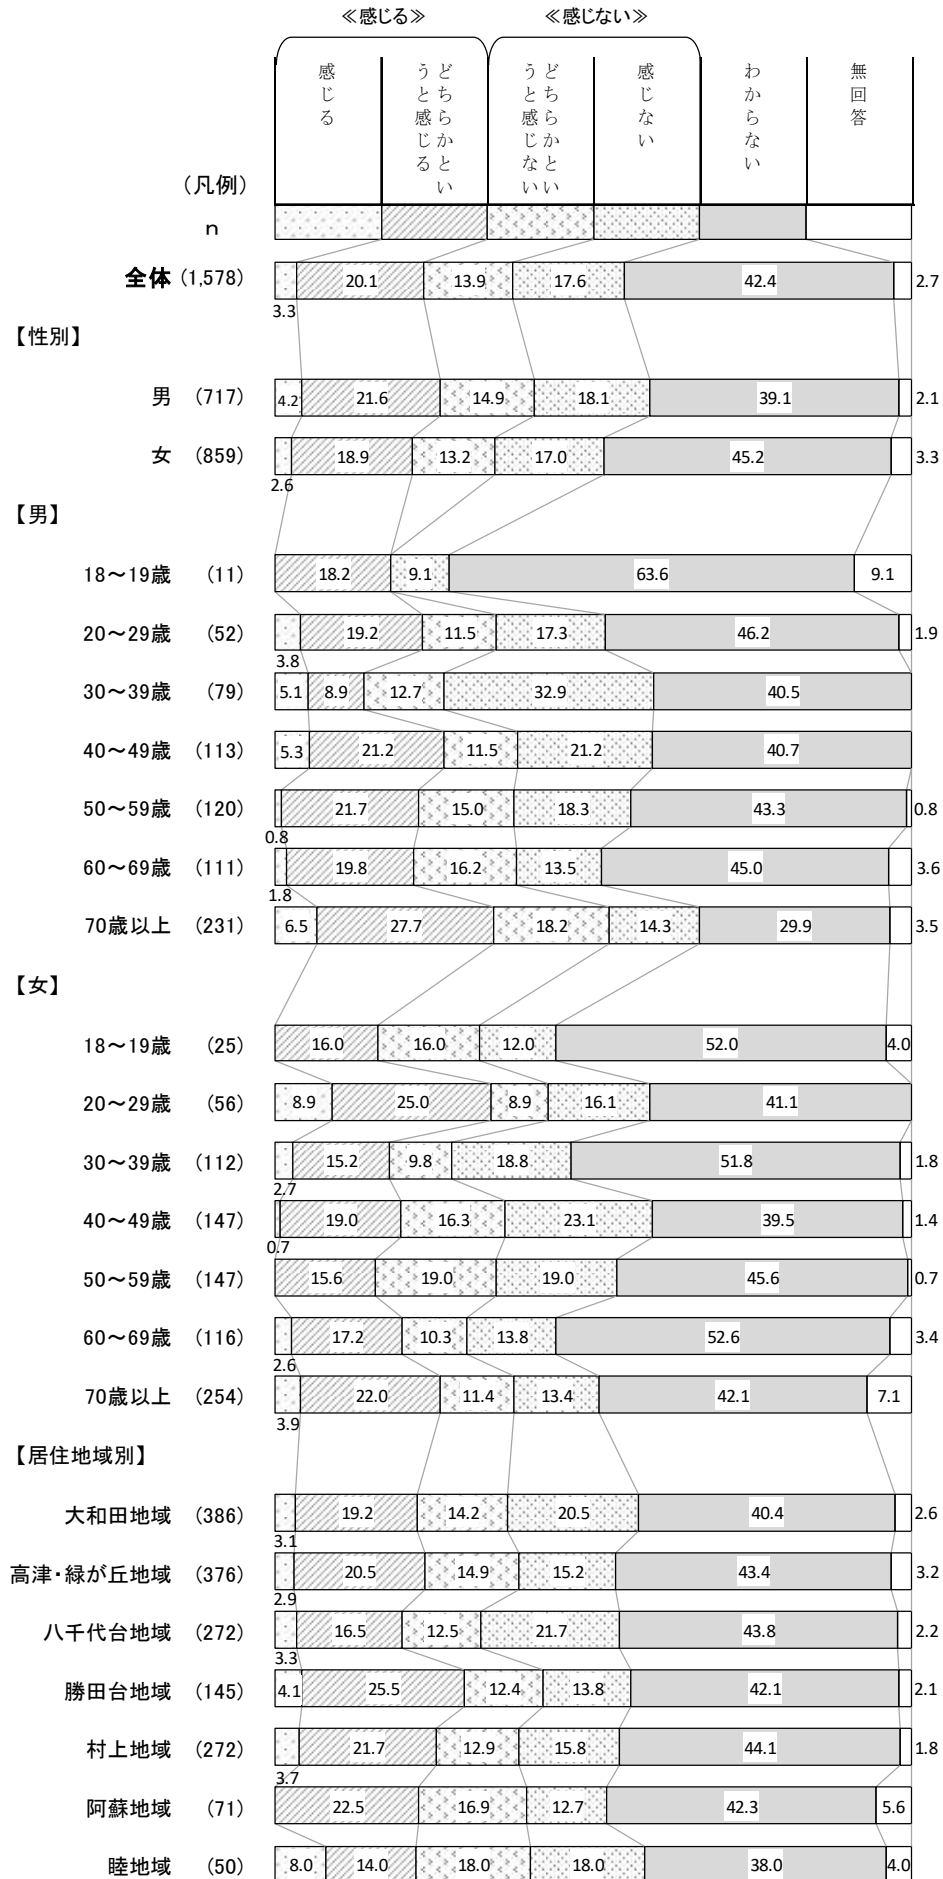 ≪感じる≫ ≪感じない≫
感じる
どちらかというと感じる
どちらかというと感じない
感じない
わからない
無回答
(凡例)
n
全体 (1,578) 20.1 13.9 17.6 42.4 2.7
3.3
【性別】
男 (717) 4.2 21.6 14.9 18.1 39.1 2.1
女 (859) 18.9 13.2 17.0 45.2 3.3
2.6
【男】
18～19歳 (11) 18.2 9.1 63.6 9.1
20～29歳 (52) 19.2 11.5 17.3 46.2 1.9
3.8
30～39歳 (79) 5.1 8.9 12.7 32.9 40.5
40～49歳 (113) 5.3 21.2 11.5 21.2 40.7
50～59歳 (120) 21.7 15.0 18.3 43.3 0.8
0.8
60～69歳 (111) 19.8 16.2 13.5 45.0 3.6
1.8
70歳以上 (231) 6.5 27.7 18.2 14.3 29.9 3.5
【女】
18～19歳 (25) 16.0 16.0 12.0 52.0 4.0
20～29歳 (56) 8.9 25.0 8.9 16.1 41.1
30～39歳 (112) 15.2 9.8 18.8 51.8 1.8
2.7
40～49歳 (147) 19.0 16.3 23.1 39.5 1.4
0.7
50～59歳 (147) 15.6 19.0 19.0 45.6 0.7
60～69歳 (116) 17.2 10.3 13.8 52.6 3.4
2.6
70歳以上 (254) 22.0 11.4 13.4 42.1 7.1
3.9
【居住地域別】
大和田地域 (386) 19.2 14.2 20.5 40.4 2.6
3.1
高津・緑が丘地域 (376) 20.5 14.9 15.2 43.4 3.2
2.9
八千代台地域 (272) 16.5 12.5 21.7 43.8 2.2
3.3
勝田台地域 (145) 4.1 25.5 12.4 13.8 42.1 2.1
村上地域 (272) 21.7 12.9 15.8 44.1 1.8
3.7
阿蘇地域 (71) 22.5 16.9 12.7 42.3 5.6
睦地域 (50) 8.0 14.0 18.0 18.0 38.0 4.0